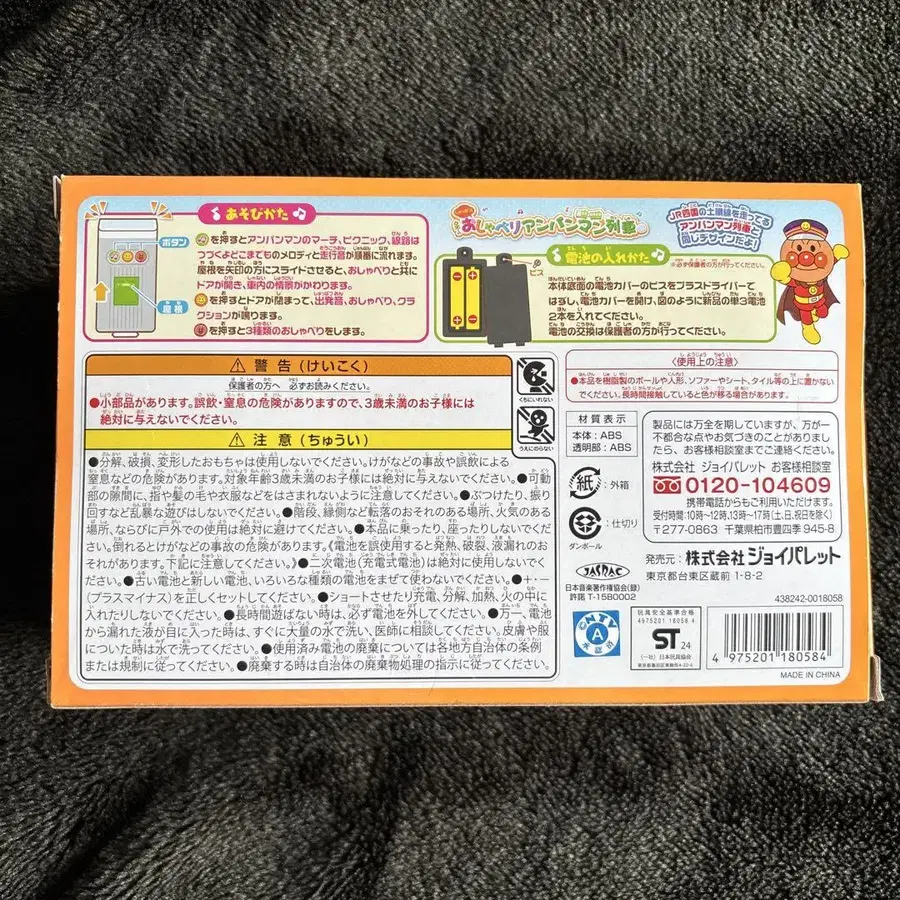 あそびかた
ボタン
屋根
を押すとアンパンマンのマーチ、ピクニック、線路は
つづくよどこまでものメロディと走行音が順番に流れます。
屋根を矢印の方にスライドさせると、おしゃべりと共に
ドアが開き、車内の情景がかわります。
を押すとドアが閉まって、出発音、おしゃべり、クラ
クションが鳴ります。
を押すと3種類のおしゃべりをします。
おしゃべりアンパンマン列車
JR四国の土讃線を走ってる
アンパンマン列車と
同じデザインだよ!
電池の入れかた
※必ず保護者の方が行ってください。
ビス
本体底面の電池カバーのビスをプラスドライバーで
はずし、電池カバーを開け、図のように新品の単3電池
2本を入れてください。
電池の交換は保護者の方が行ってください。
警告(けいこく)
保護者の方へ 必ずお読みください。
●小部品があります。誤飲・窒息の危険がありますので、3歳未満のお子様には
絶対に与えないでください。
くちにいれない
うえにのらない
注意(ちゅうい)
●分解、破損、変形したおもちゃは使用しないでください。けがなどの事故や誤飲による
窒息などの危険があります。対象年齢3歳未満のお子様には絶対に与えないでください。●可動
部の隙間に、指や髪の毛や衣服などをはさまれないように注意してください。●ぶつけたり、振り
回すなど乱暴な遊びはしないでください。●階段、縁側など転落のおそれのある場所、火気のある
場所、ならびに戸外での使用は絶対に避けてください。●本品に乗ったり、座ったりしないでくだ
さい。倒れるとけがなどの事故の危険があります。《電池を誤使用すると発熱、破裂、液漏れのお
それがあります。下記に注意してください。》●二次電池(充電式電池)は絶対に使用しないでくだ
さい。●古い電池と新しい電池、いろいろな種類の電池をまぜて使わないでください。●+・-
(プラスマイナス)を正しくセットしてください。●ショートさせたり充電、分解、加熱、火の中に
入れたりしないでください。●長時間遊ばない時は、必ず電池を外してください。●万一、電池
から漏れた液が目に入った時は、すぐに大量の水で洗い、医師に相談してください。皮膚や服
についた時は水で洗ってください。●使用済み電池の廃棄については各地方自治体の条例
または規制に従ってください。●廃棄する時は自治体の廃棄物処理の指示に従ってください。
〈使用上の注意〉
●本品を樹脂製のボールや人形、ソファーやシート、タイル等の上に置かない
でください。長時間接触していると色が移る場合があります。
材質表示
本体:ABS
透明部:ABS
紙
:外箱
:仕切り
ダンボール
製品には万全を期していますが、万が一
不都合な点やお気づきのことがありまし
たら、お客様相談室までご連絡ください。
株式会社 ジョイパレット お客様相談室
0120-104609
携帯電話からもご利用いただけます。
受付時間:10時~12時、13時~17時(土、日、祝日を除く)
〒277-0863 千葉県柏市豊四季945-8
発売元: 株式会社 ジョイパレット
東京都台東区蔵前1-8-2
JASRAC
日本音楽著作権協会(録)
許諾 T-15B0002
438242-0018058
©NTV
A
承認済
玩具安全基準合格
4975201 18058 4
ST 24
(一社)日本玩具協会
4 975201 180584
MADE IN CHINA